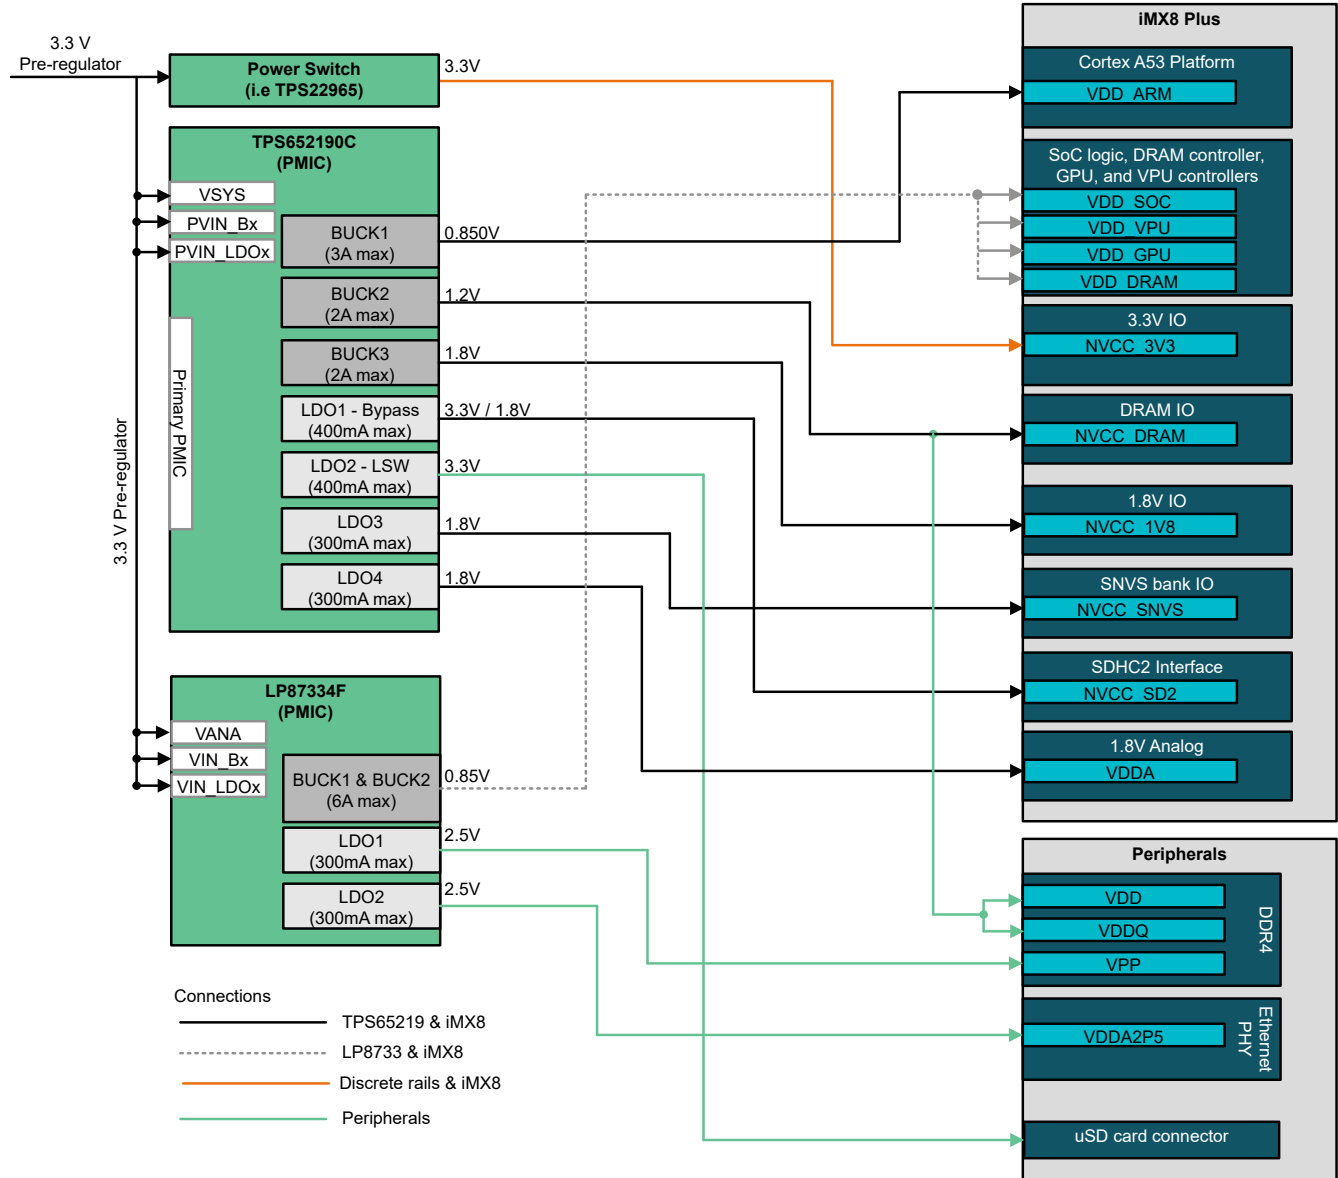 3.3 V
Pre-regulator
Power Switch
(i.e TPS22965)
3.3V
TPS652190C
(PMIC)
VSYS
PVIN_Bx
PVIN_LDOx
Primary PMIC
3.3 V Pre-regulator
BUCK1
(3A max)
0.850V
BUCK2
(2A max)
1.2V
BUCK3
(2A max)
1.8V
LDO1 - Bypass
(400mA max)
3.3V / 1.8V
LDO2 - LSW
(400mA max)
3.3V
LDO3
(300mA max)
1.8V
LDO4
(300mA max)
1.8V
LP87334F
(PMIC)
VANA
VIN_Bx
VIN_LDOx
BUCK1 & BUCK2
(6A max)
0.85V
LDO1
(300mA max)
2.5V
LDO2
(300mA max)
2.5V
Connections
TPS65219 & iMX8
LP8733 & iMX8
Discrete rails & iMX8
Peripherals
iMX8 Plus
Cortex A53 Platform
VDD_ARM
SoC logic, DRAM controller,
GPU, and VPU controllers
VDD_SOC
VDD_VPU
VDD_GPU
VDD_DRAM
3.3V IO
NVCC_3V3
DRAM IO
NVCC_DRAM
1.8V IO
NVCC_1V8
SNVS bank IO
NVCC_SNVS
SDHC2 Interface
NVCC_SD2
1.8V Analog
VDDA
Peripherals
VDD
VDDQ
VPP
DDR4
VDDA2P5
Ethernet
PHY
uSD card connector